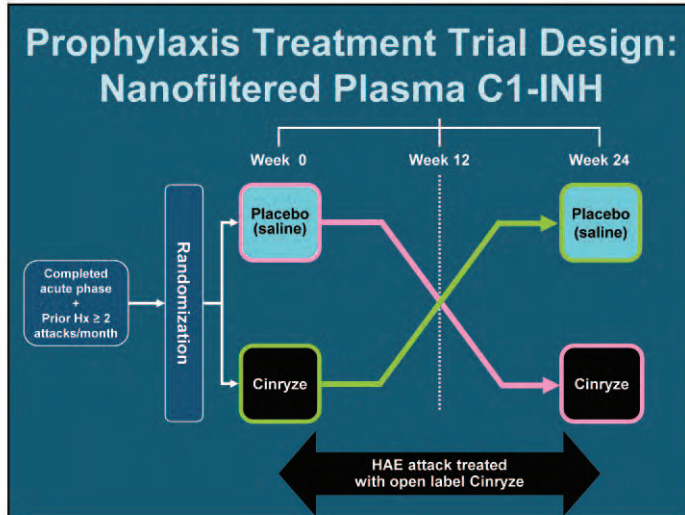 Prophylaxis Treatment Trial Design:
Nanofiltered Plasma C1-INH
Week 0
Week 12
Week 24
Completed
acute phase
+
Prior Hx ≥ 2
attacks/month
Randomization
Placebo
(saline)
Placebo
(saline)
Cinryze
Cinryze
HAE attack treated
with open label Cinryze